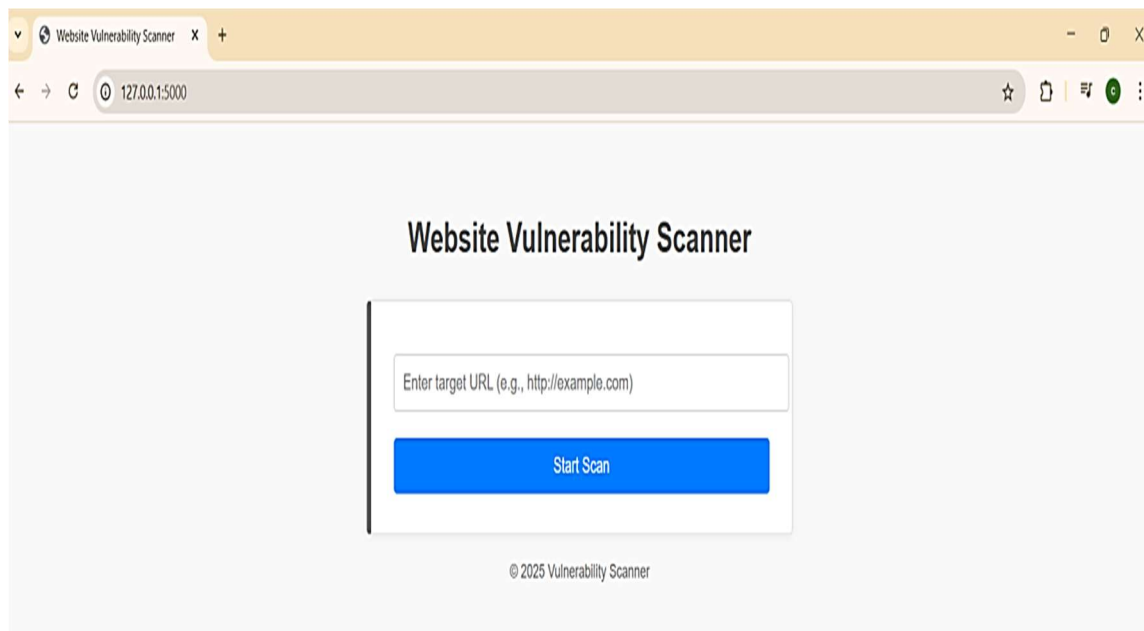 Website Vulnerability Scanner
127.0.0.1:5000
C
Website Vulnerability Scanner
Enter target URL (e.g., http://example.com)
Start Scan
© 2025 Vulnerability Scanner